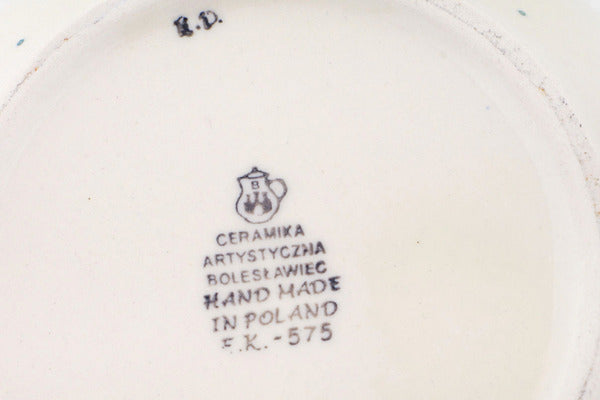 R.D.
B
CERAMIKA
ARTYSTYCZNA
BOLESŁAWIEC
HAND MADE
IN POLAND
F.K.-575